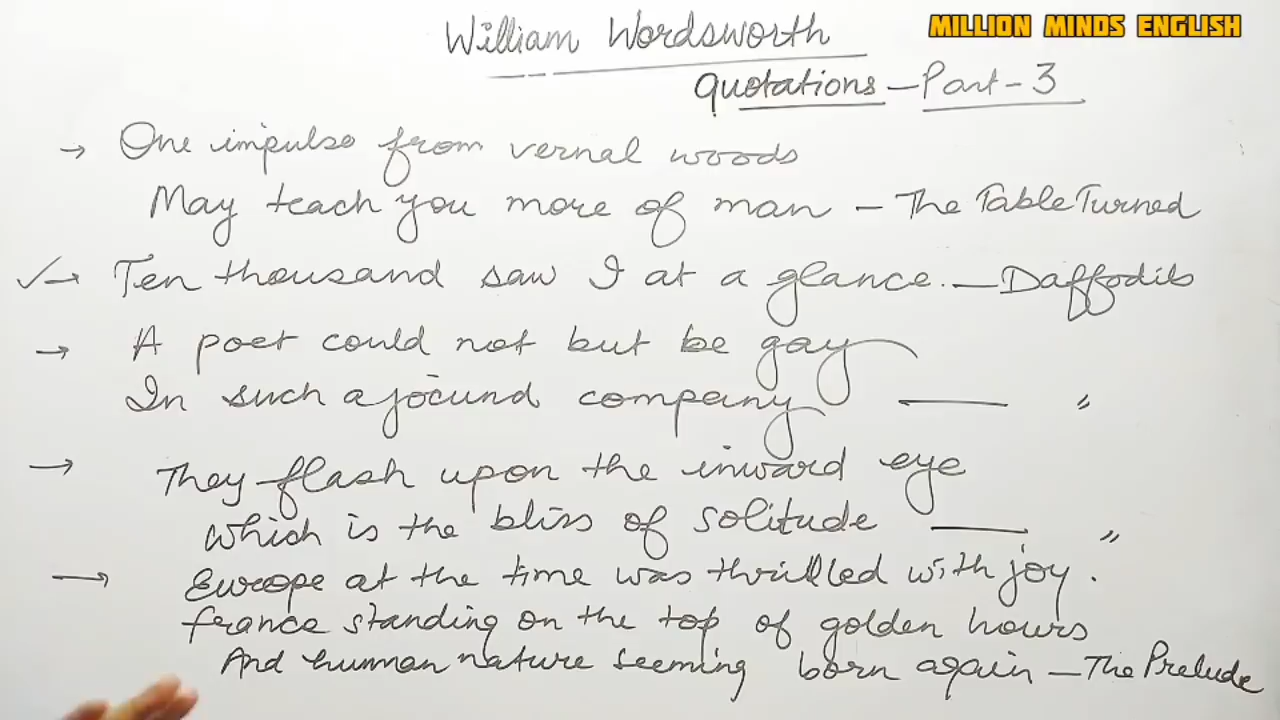 MILLION MINDS ENGLISH
William Wordsworth
Quotations - Part - 3
→ One impulse from vernal woods
May teach you more of man - The Table Turned
✓→ Ten thousand saw I at a glance. - Daffodils
→ A poet could not but be gay
In such a jocund company — "
→ They flash upon the inward eye
Which is the bliss of solitude — "
→ Europe at the time was thrilled with joy.
France standing on the top of golden hours
And human nature seeming born again - The Prelude